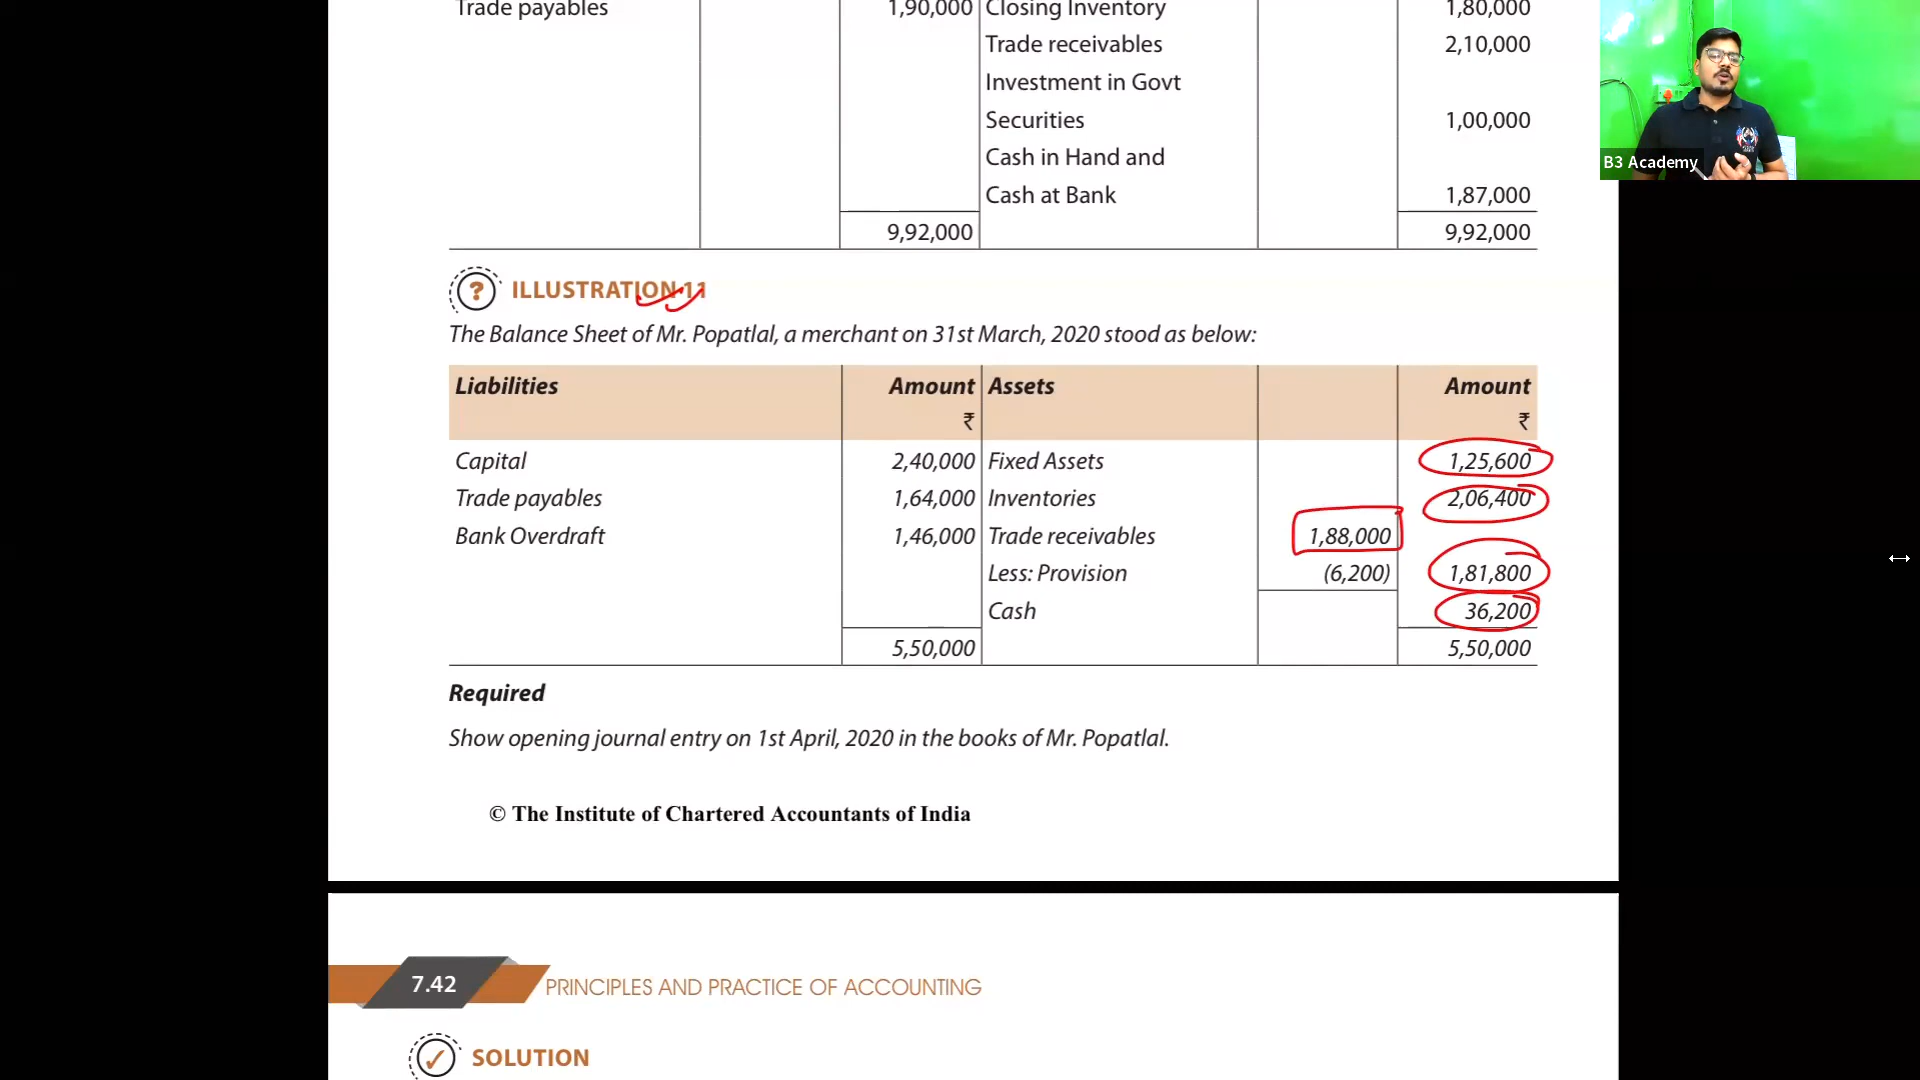 Trade payables 1,90,000 Closing Inventory 1,80,000
Trade receivables 2,10,000
Investment in Govt
Securities 1,00,000
Cash in Hand and
Cash at Bank 1,87,000
9,92,000 9,92,000
B3 Academy
? ILLUSTRATION 11
The Balance Sheet of Mr. Popatlal, a merchant on 31st March, 2020 stood as below:
Liabilities Amount Assets Amount
₹ ₹
Capital 2,40,000 Fixed Assets 1,25,600
Trade payables 1,64,000 Inventories 2,06,400
Bank Overdraft 1,46,000 Trade receivables 1,88,000
Less: Provision (6,200) 1,81,800
Cash 36,200
5,50,000 5,50,000
Required
Show opening journal entry on 1st April, 2020 in the books of Mr. Popatlal.
© The Institute of Chartered Accountants of India
7.42 PRINCIPLES AND PRACTICE OF ACCOUNTING
SOLUTION